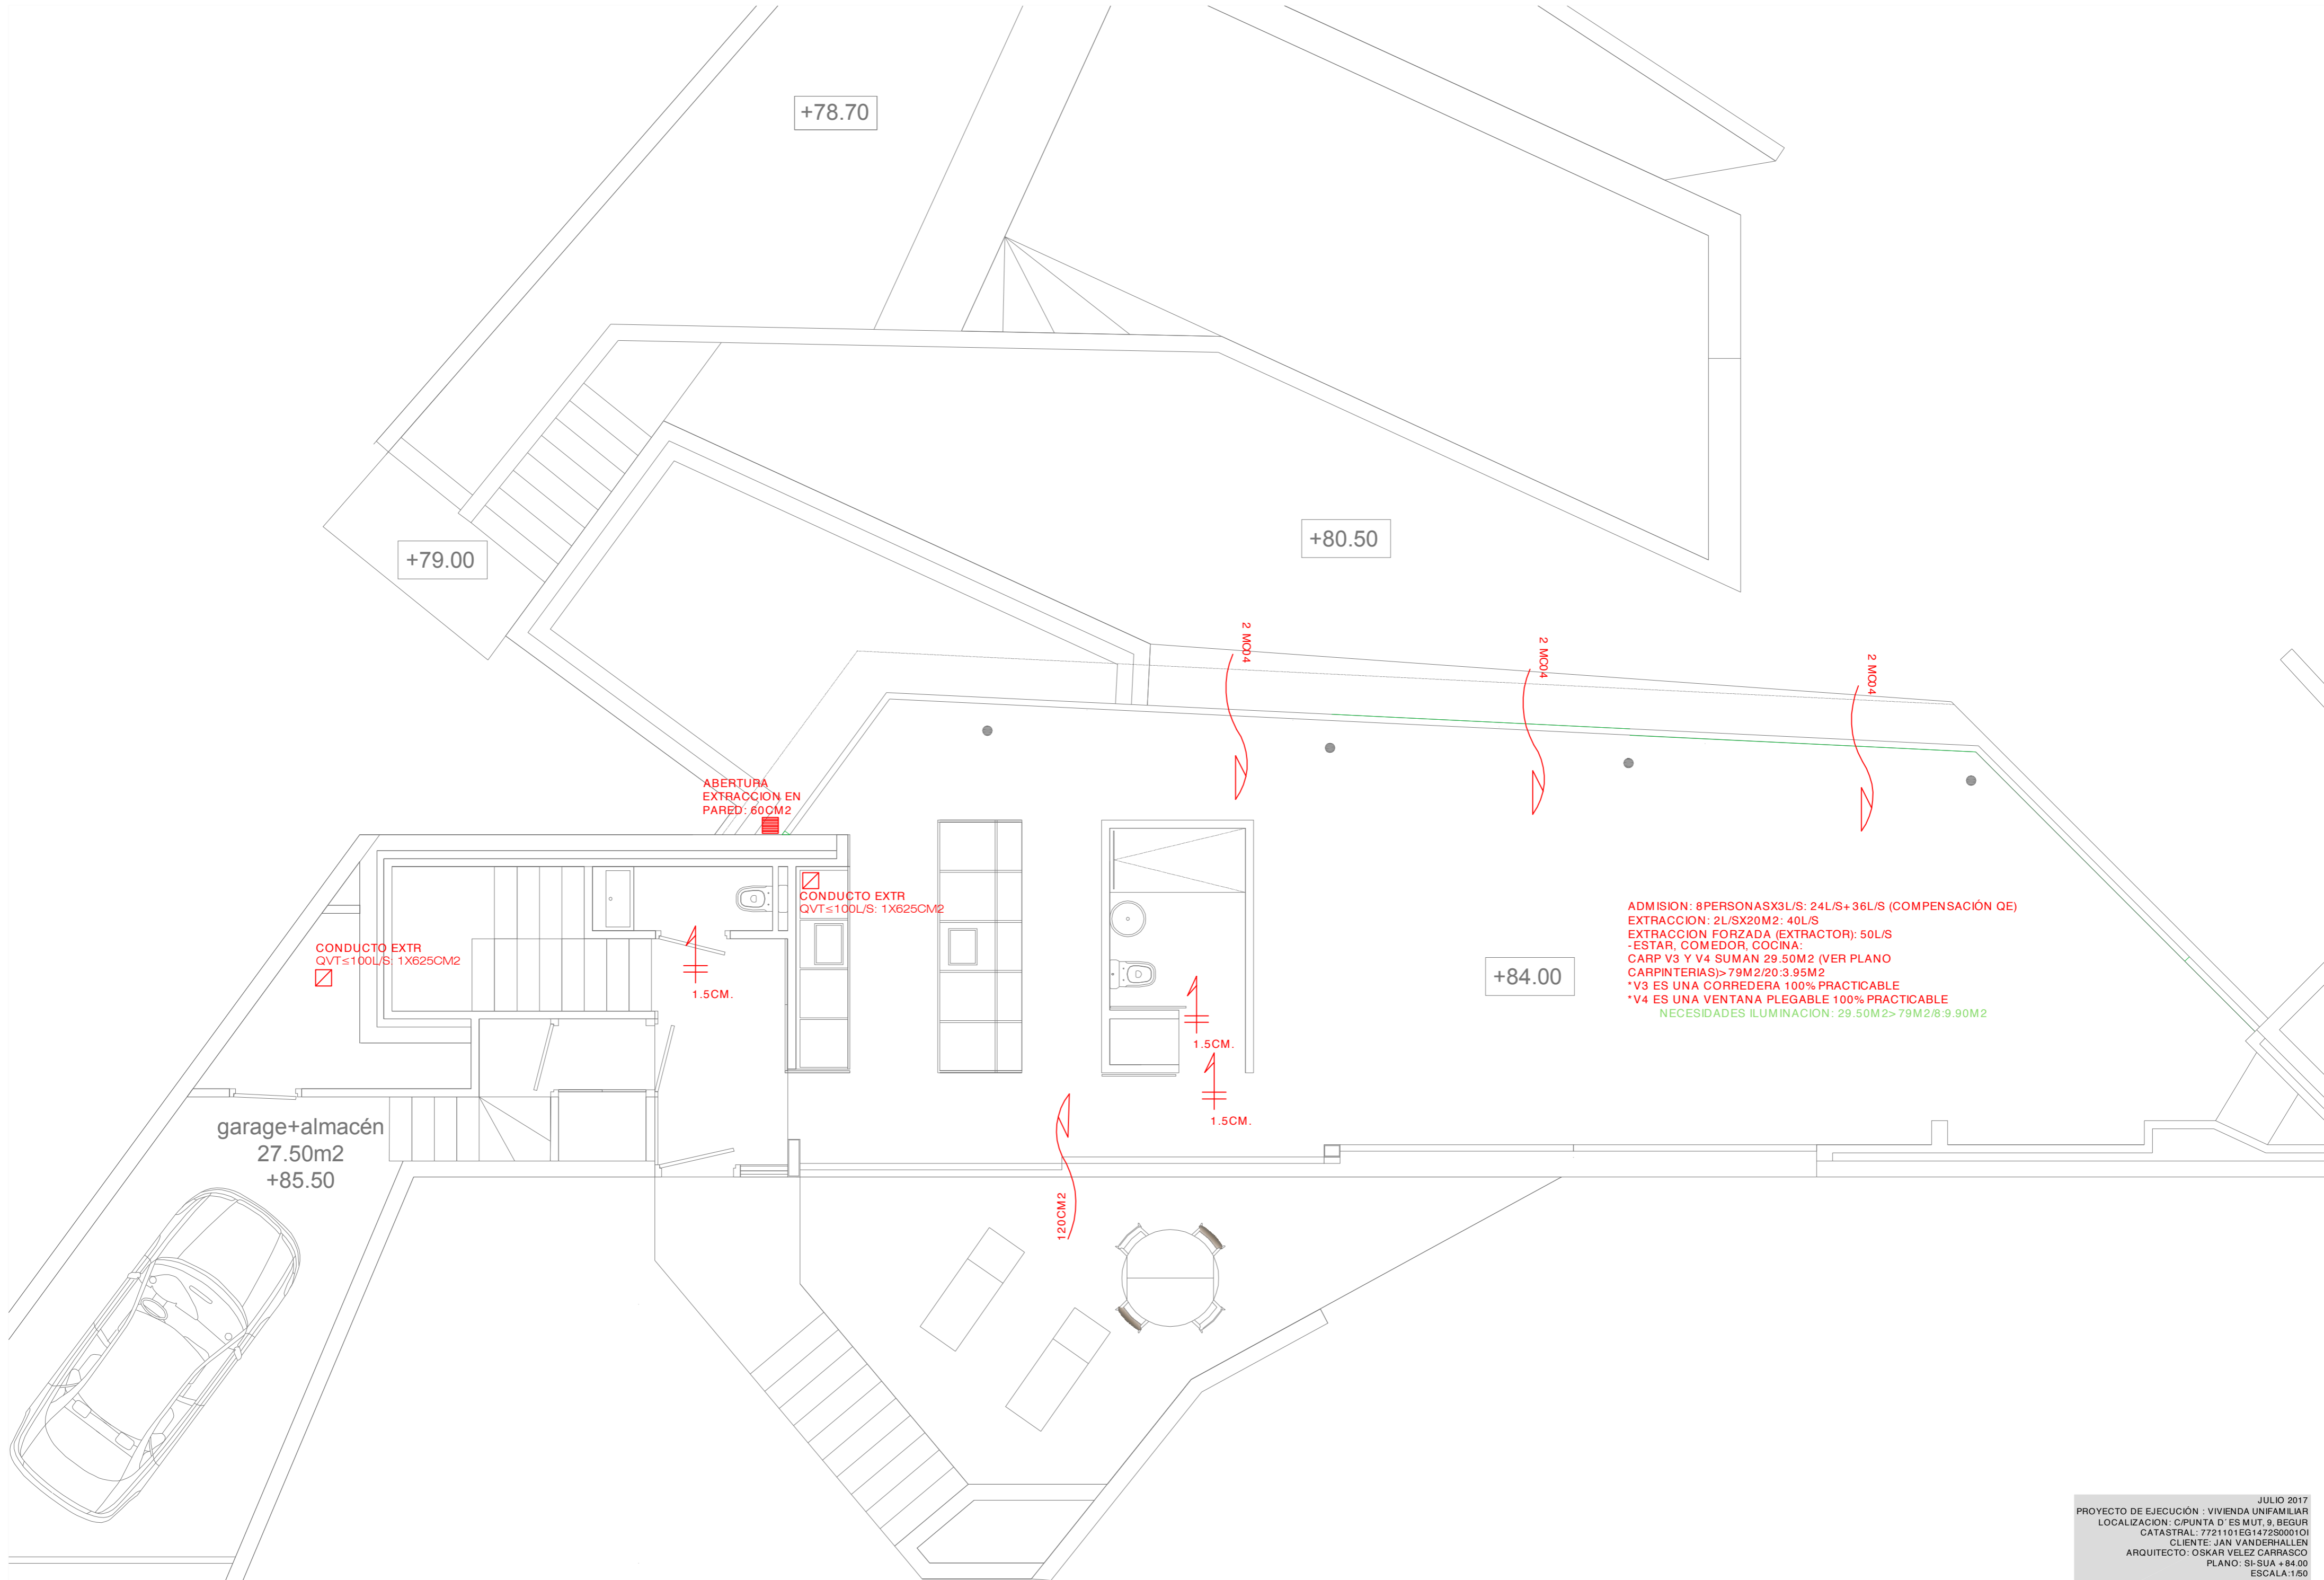 +78.70
+80.50
+79.00
2 MC04
2 MC04
2 MC04
ABERTURA
EXTRACCION EN
PARED: 60CM2
CONDUCTO EXTR
QVT≤100L/S: 1X625CM2
CONDUCTO EXTR
QVT≤100L/S: 1X625CM2
1.5CM.
1.5CM.
1.5CM.
ADMISION: 8PERSONASX3L/S: 24L/S+36L/S (COMPENSACIÓN QE)
EXTRACCION: 2L/SX20M2: 40L/S
EXTRACCION FORZADA (EXTRACTOR): 50L/S
-ESTAR, COMEDOR, COCINA:
CARP V3 Y V4 SUMAN 29.50M2 (VER PLANO
CARPINTERIAS)>79M2/20:3.95M2
*V3 ES UNA CORREDERA 100% PRACTICABLE
*V4 ES UNA VENTANA PLEGABLE 100% PRACTICABLE
NECESIDADES ILUMINACION: 29.50M2>79M2/8:9.90M2
+84.00
garage+almacén
27.50m2
+85.50
120CM2
JULIO 2017
PROYECTO DE EJECUCIÓN : VIVIENDA UNIFAMILIAR
LOCALIZACION: C/PUNTA D´ES MUT, 9, BEGUR
CATASTRAL: 7721101EG1472S0001OI
CLIENTE: JAN VANDERHALLEN
ARQUITECTO: OSKAR VELEZ CARRASCO
PLANO: SI-SUA +84.00
ESCALA:1/50